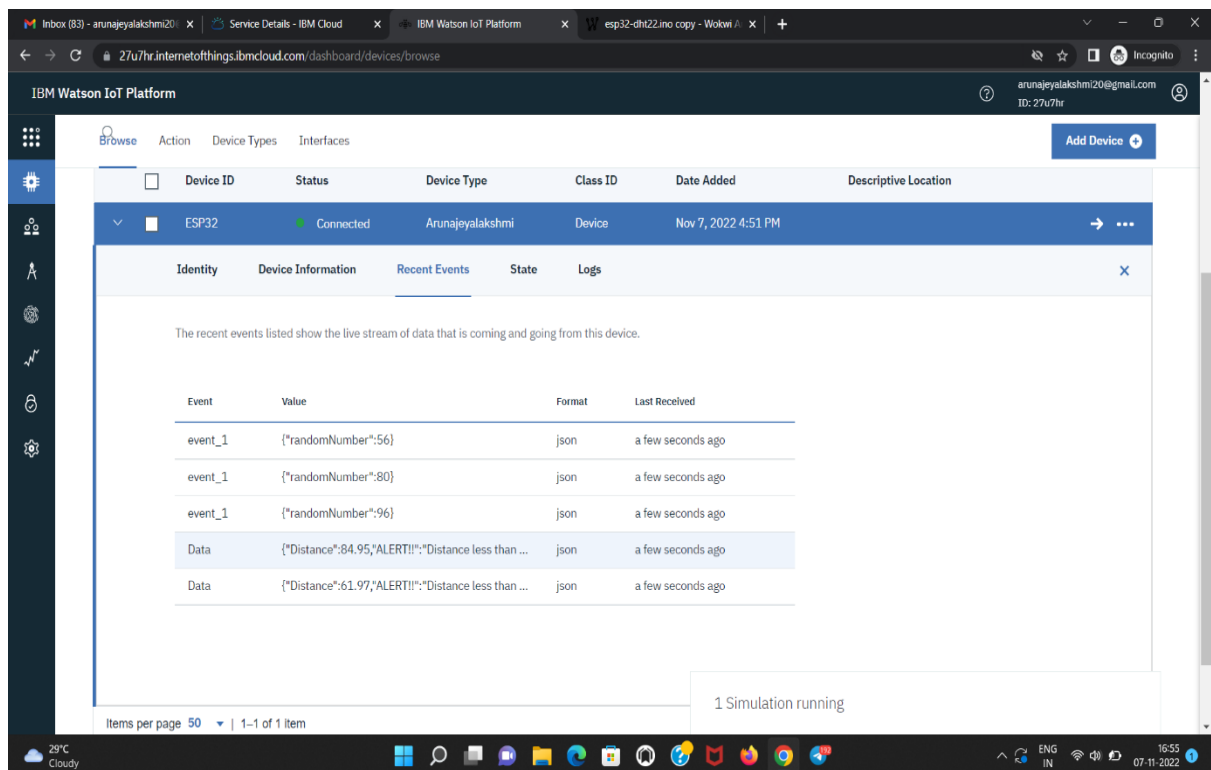 Inbox (83) - arunajeyalakshmi20 Service Details - IBM Cloud IBM Watson IoT Platform esp32-dht22.ino copy - Wokwi A
27u7hr.internetofthings.ibmcloud.com/dashboard/devices/browse Incognito
IBM Watson IoT Platform arunajeyalakshmi20@gmail.com
ID: 27u7hr
Browse Action Device Types Interfaces Add Device
Device ID Status Device Type Class ID Date Added Descriptive Location
ESP32 Connected Arunajeyalakshmi Device Nov 7, 2022 4:51 PM
Identity Device Information Recent Events State Logs
The recent events listed show the live stream of data that is coming and going from this device.
Event Value Format Last Received
event_1 {"randomNumber":56} json a few seconds ago
event_1 {"randomNumber":80} json a few seconds ago
event_1 {"randomNumber":96} json a few seconds ago
Data {"Distance":84.95,"ALERT!!":"Distance less than ... json a few seconds ago
Data {"Distance":61.97,"ALERT!!":"Distance less than ... json a few seconds ago
1 Simulation running
Items per page 50 | 1–1 of 1 item
29°C ENG 16:55
Cloudy IN 07-11-2022 1